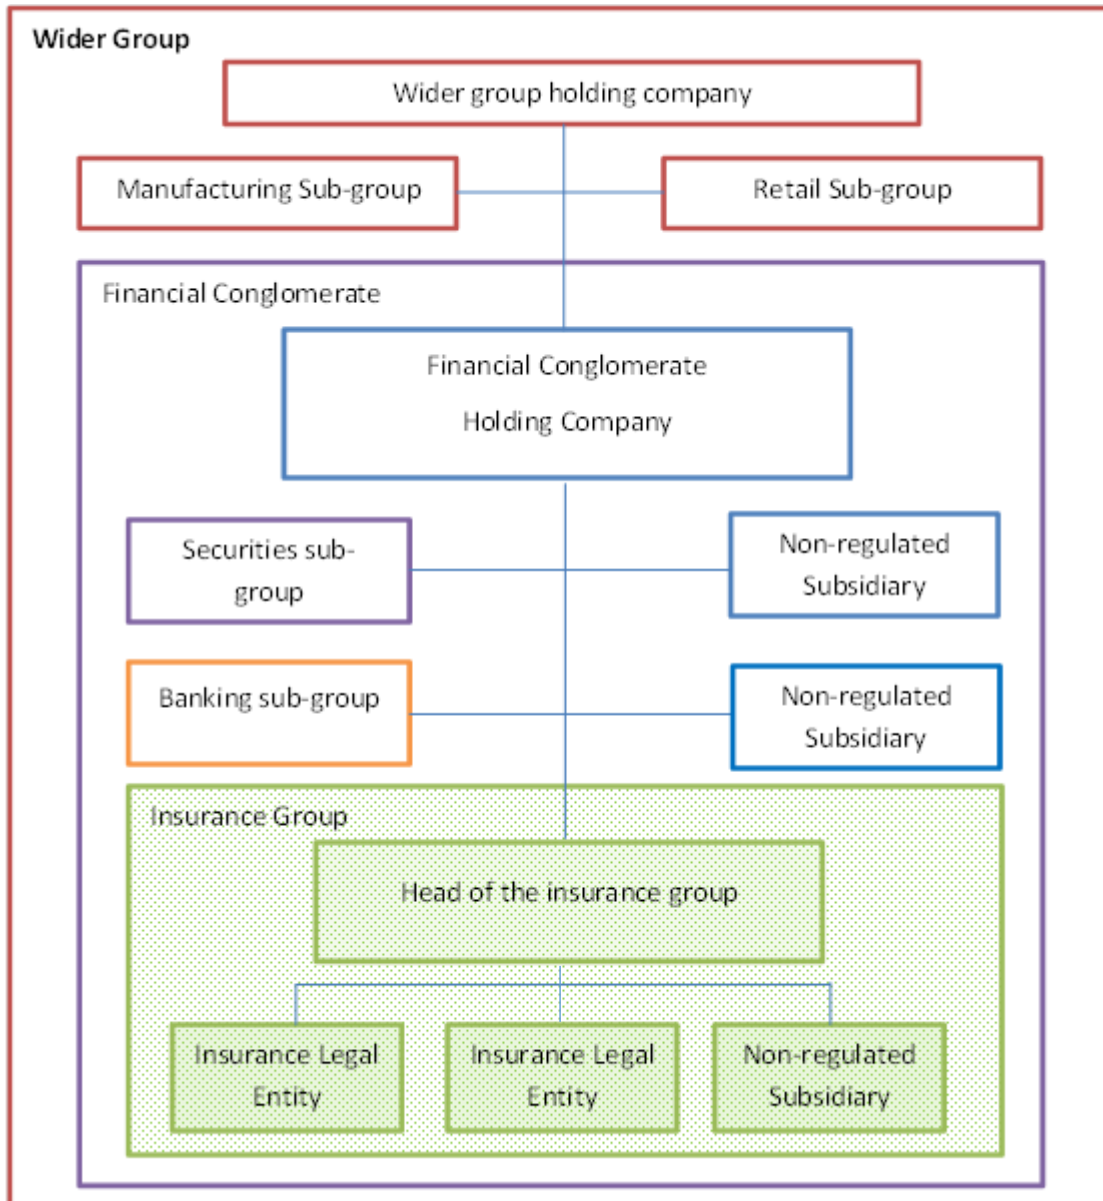 Wider Group
Wider group holding company
Manufacturing Sub-group
Retail Sub-group
Financial Conglomerate
Financial Conglomerate
Holding Company
Securities sub-
group
Non-regulated
Subsidiary
Banking sub-group
Non-regulated
Subsidiary
Insurance Group
Head of the insurance group
Insurance Legal
Entity
Insurance Legal
Entity
Non-regulated
Subsidiary